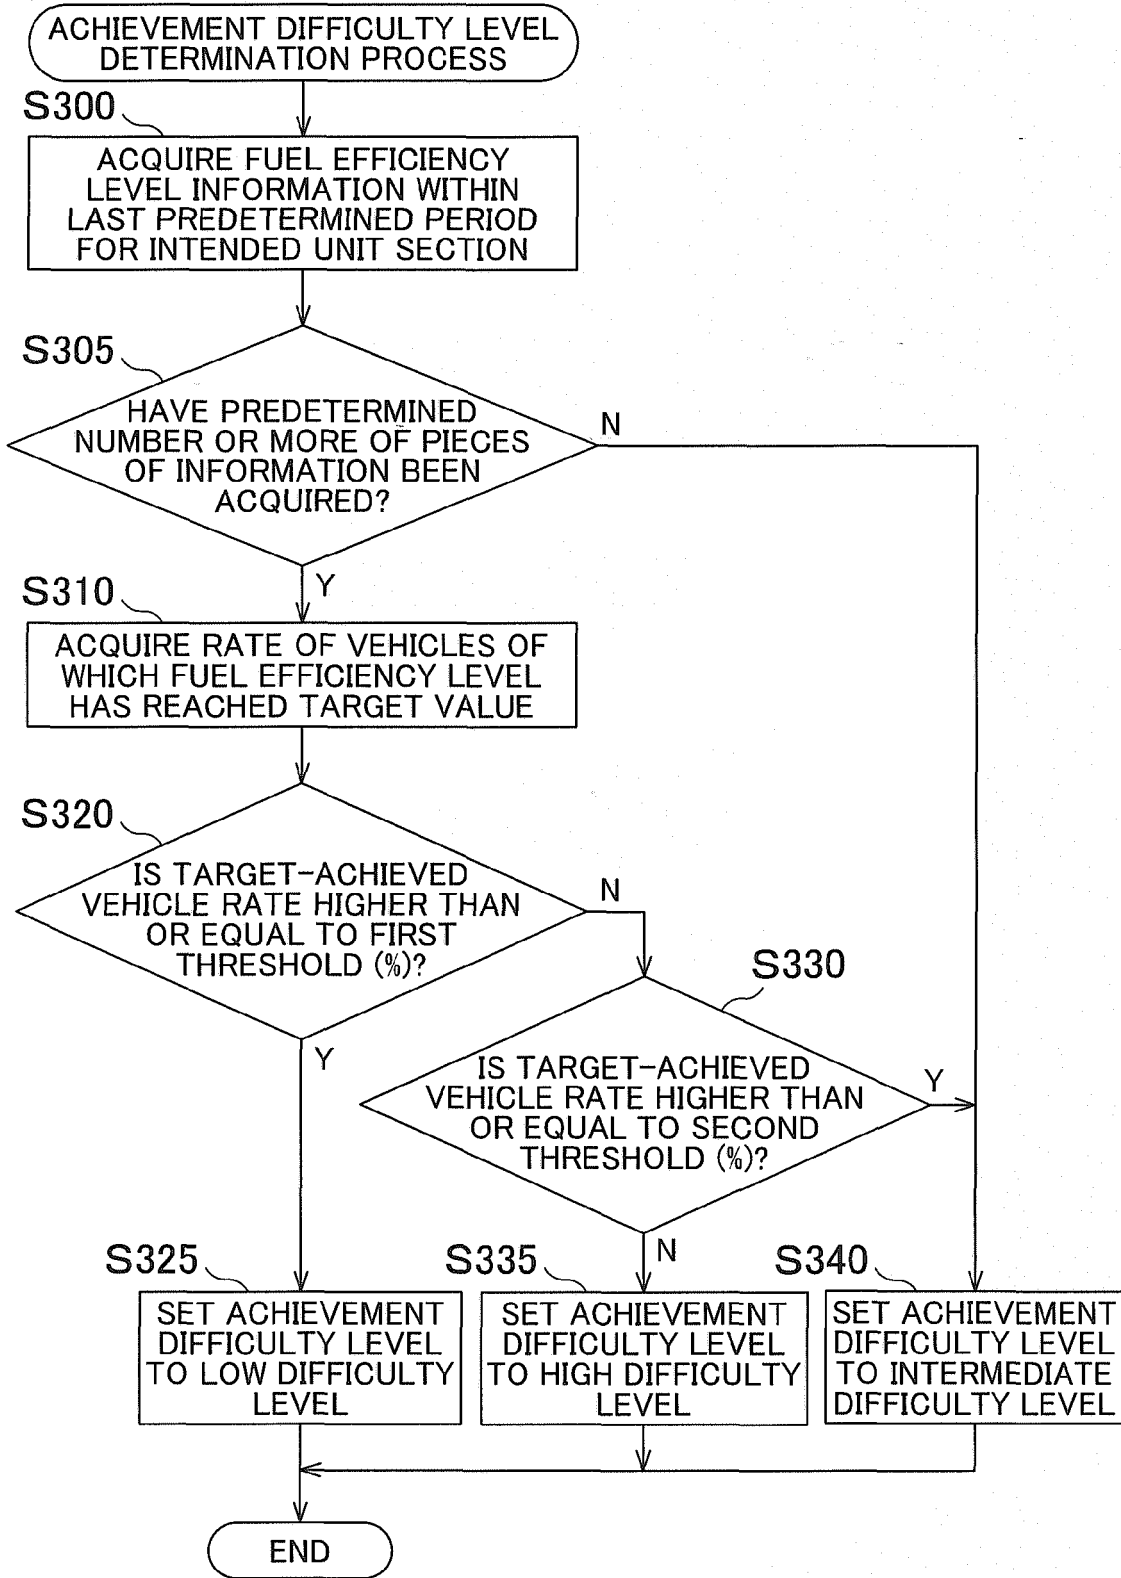 ACHIEVEMENT DIFFICULTY LEVEL
DETERMINATION PROCESS
S300
ACQUIRE FUEL EFFICIENCY
LEVEL INFORMATION WITHIN
LAST PREDETERMINED PERIOD
FOR INTENDED UNIT SECTION
S305
HAVE PREDETERMINED
NUMBER OR MORE OF PIECES
OF INFORMATION BEEN
ACQUIRED?
N
Y
S310
ACQUIRE RATE OF VEHICLES OF
WHICH FUEL EFFICIENCY LEVEL
HAS REACHED TARGET VALUE
S320
IS TARGET-ACHIEVED
VEHICLE RATE HIGHER THAN
OR EQUAL TO FIRST
THRESHOLD (%)?
N
Y
S330
IS TARGET-ACHIEVED
VEHICLE RATE HIGHER THAN
OR EQUAL TO SECOND
THRESHOLD (%)?
Y
N
S325
SET ACHIEVEMENT
DIFFICULTY LEVEL
TO LOW DIFFICULTY
LEVEL
S335
SET ACHIEVEMENT
DIFFICULTY LEVEL
TO HIGH DIFFICULTY
LEVEL
S340
SET ACHIEVEMENT
DIFFICULTY LEVEL
TO INTERMEDIATE
DIFFICULTY LEVEL
END